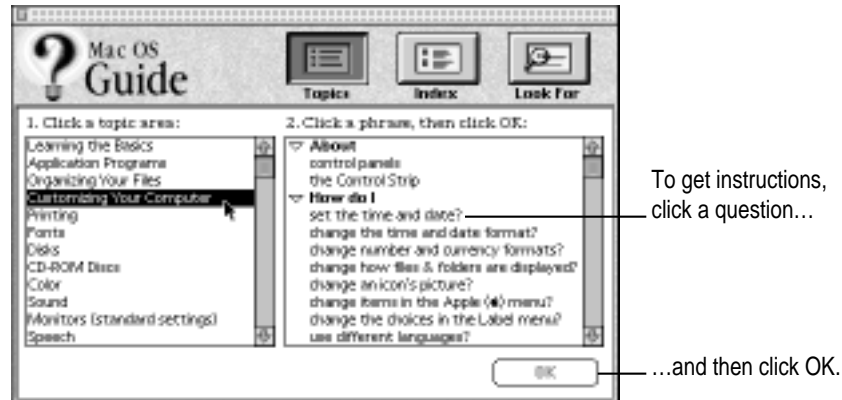 Mac OS
Guide
Topics
Index
Look For
1. Click a topic area:
Learning the Basics
Application Programs
Organizing Your Files
Customizing Your Computer
Printing
Fonts
Disks
CD-ROM Discs
Color
Sound
Monitors (standard settings)
Speech
2. Click a phrase, then click OK:
About
control panels
the Control Strip
How do I
set the time and date?
change the time and date format?
change number and currency formats?
change how files & folders are displayed?
change an icon's picture?
change items in the Apple () menu?
change the choices in the Label menu?
use different languages?
OK
To get instructions,
click a question…
…and then click OK.